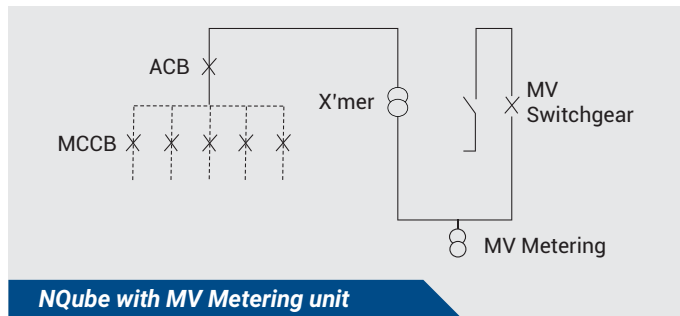 ACB
X'mer
MV
Switchgear
MCCB
MV Metering
NQube with MV Metering unit